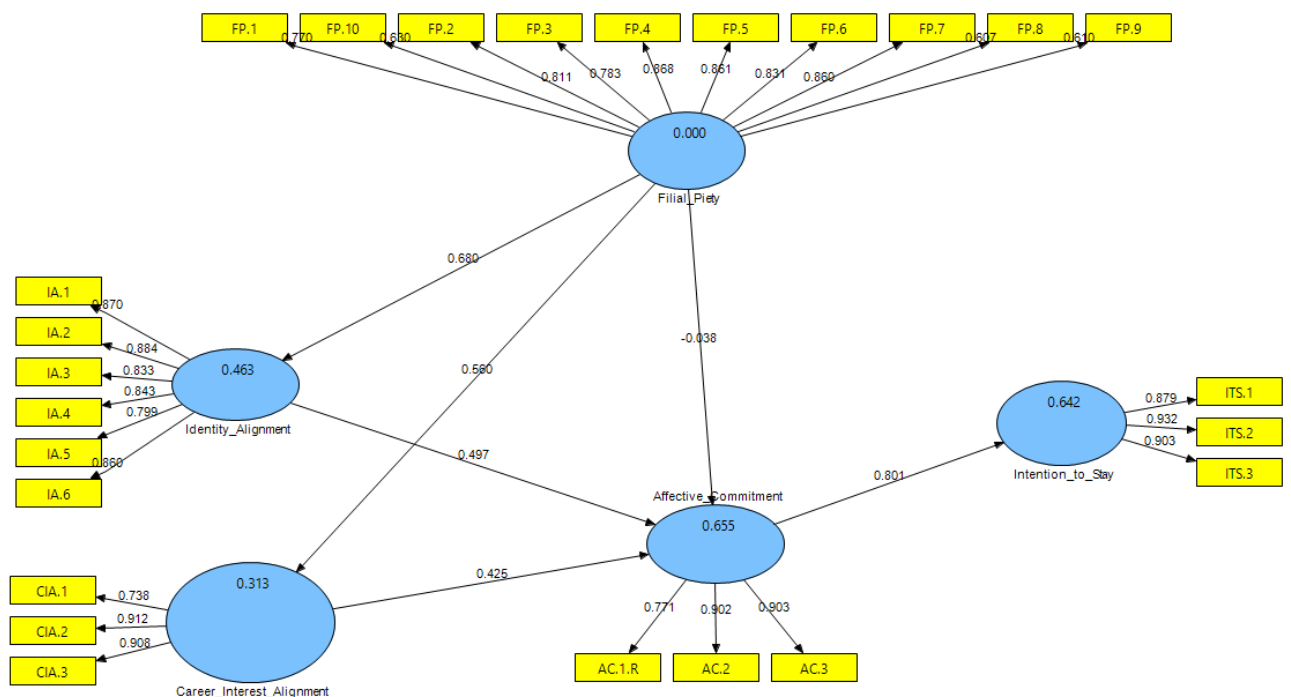 FP.1 FP.10 FP.2 FP.3 FP.4 FP.5 FP.6 FP.7 FP.8 FP.9
0.770 0.630 0.811 0.783 0.868 0.861 0.831 0.860 0.607 0.610
0.000
Filial_Piety
0.680
0.560
-0.038
IA.1
0.870
IA.2
0.884
IA.3
0.833
IA.4
0.843
IA.5
0.799
IA.6
0.860
0.463
Identity_Alignment
0.497
0.642
Intention_to_Stay
0.879
ITS.1
0.932
ITS.2
0.903
ITS.3
0.801
Affective_Commitment
0.655
0.425
CIA.1
0.738
CIA.2
0.912
CIA.3
0.908
0.313
Career_Interest_Alignment
0.771 0.902 0.903
AC.1.R AC.2 AC.3